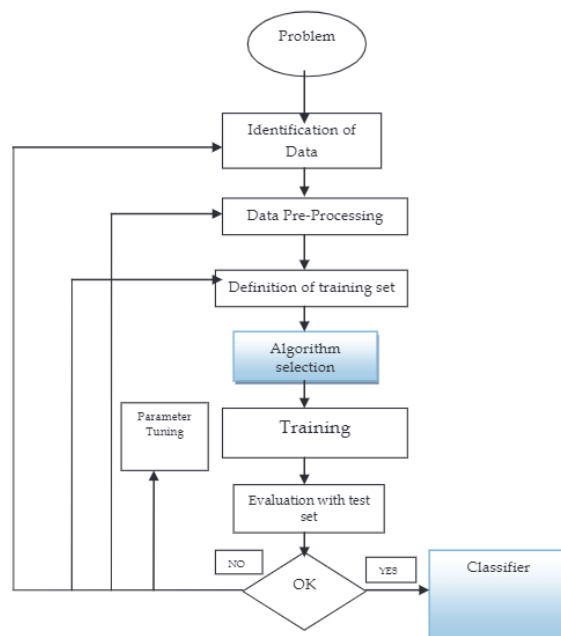 Problem
Identification of
Data
Data Pre-Processing
Definition of training set
Algorithm
selection
Parameter
Tuning
Training
Evaluation with test
set
NO
OK
YES
Classifier